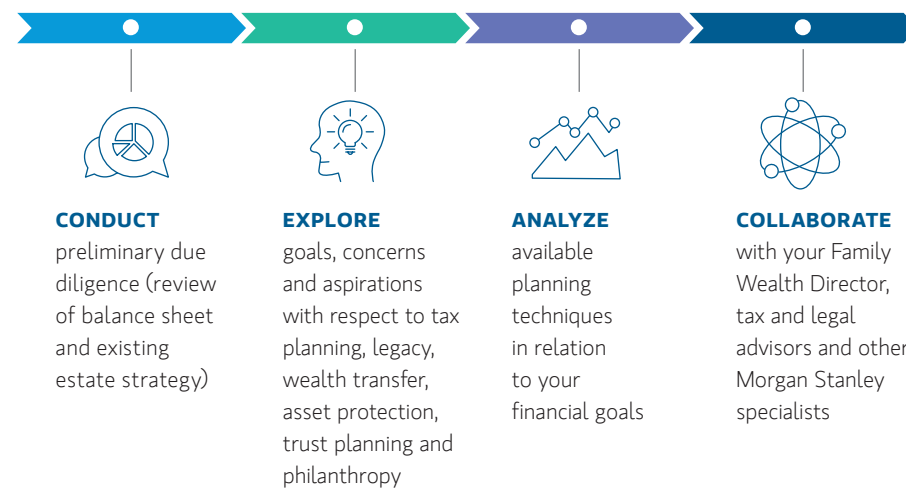 CONDUCT
preliminary due
diligence (review
of balance sheet
and existing
estate strategy)
EXPLORE
goals, concerns
and aspirations
with respect to tax
planning, legacy,
wealth transfer,
asset protection,
trust planning and
philanthropy
ANALYZE
available
planning
techniques
in relation
to your
financial goals
COLLABORATE
with your Family
Wealth Director,
tax and legal
advisors and other
Morgan Stanley
specialists